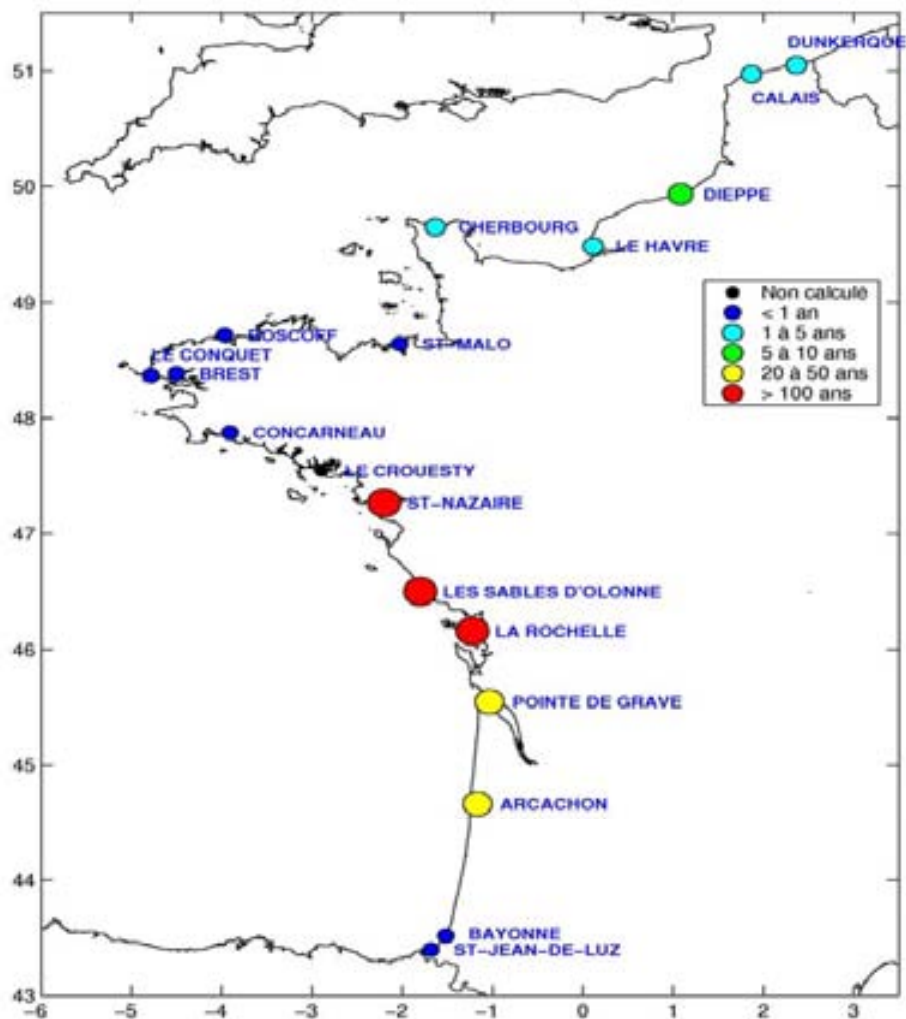 DUNKERQUE
51
CALAIS
50
DIEPPE
CHERBOURG
LE HAVRE
Non calculé
49
< 1 an
ROSCOFF
1 à 5 ans
ST-MALO
LE CONQUET
5 à 10 ans
BREST
20 à 50 ans
> 100 ans
48
CONCARNEAU
LE CROUESTY
ST-NAZAIRE
47
LES SABLES D'OLONNE
LA ROCHELLE
46
POINTE DE GRAVE
45
ARCACHON
44
BAYONNE
ST-JEAN-DE-LUZ
43
-6 -5 -4 -3 -2 -1 0 1 2 3